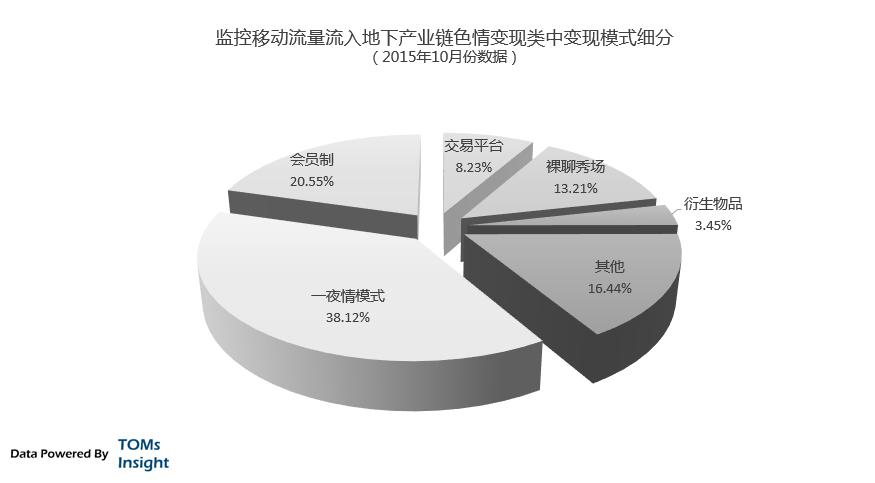 监控移动流量流入地下产业链色情变现类中变现模式细分
（2015年10月份数据）
交易平台
8.23%
裸聊秀场
13.21%
衍生物品
3.45%
其他
16.44%
一夜情模式
38.12%
会员制
20.55%
Data Powered By
TOMs
Insight